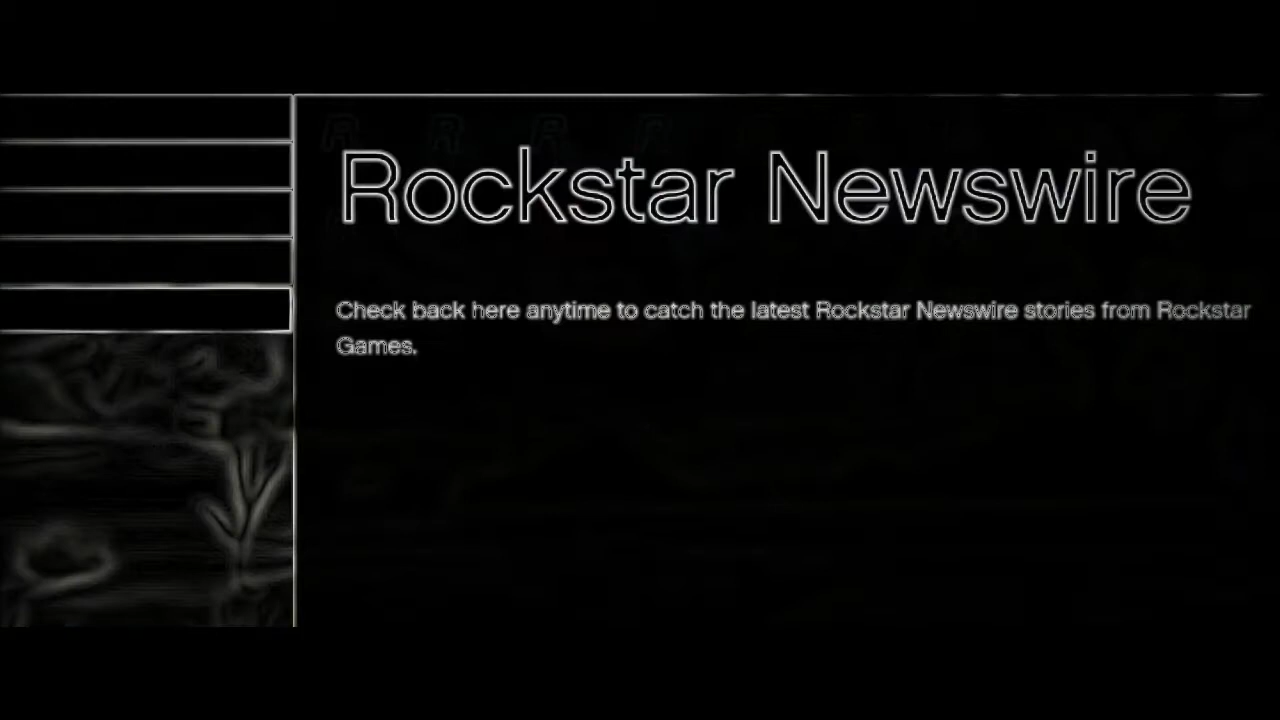 Rockstar Newswire
Check back here anytime to catch the latest Rockstar Newswire stories from Rockstar
Games.